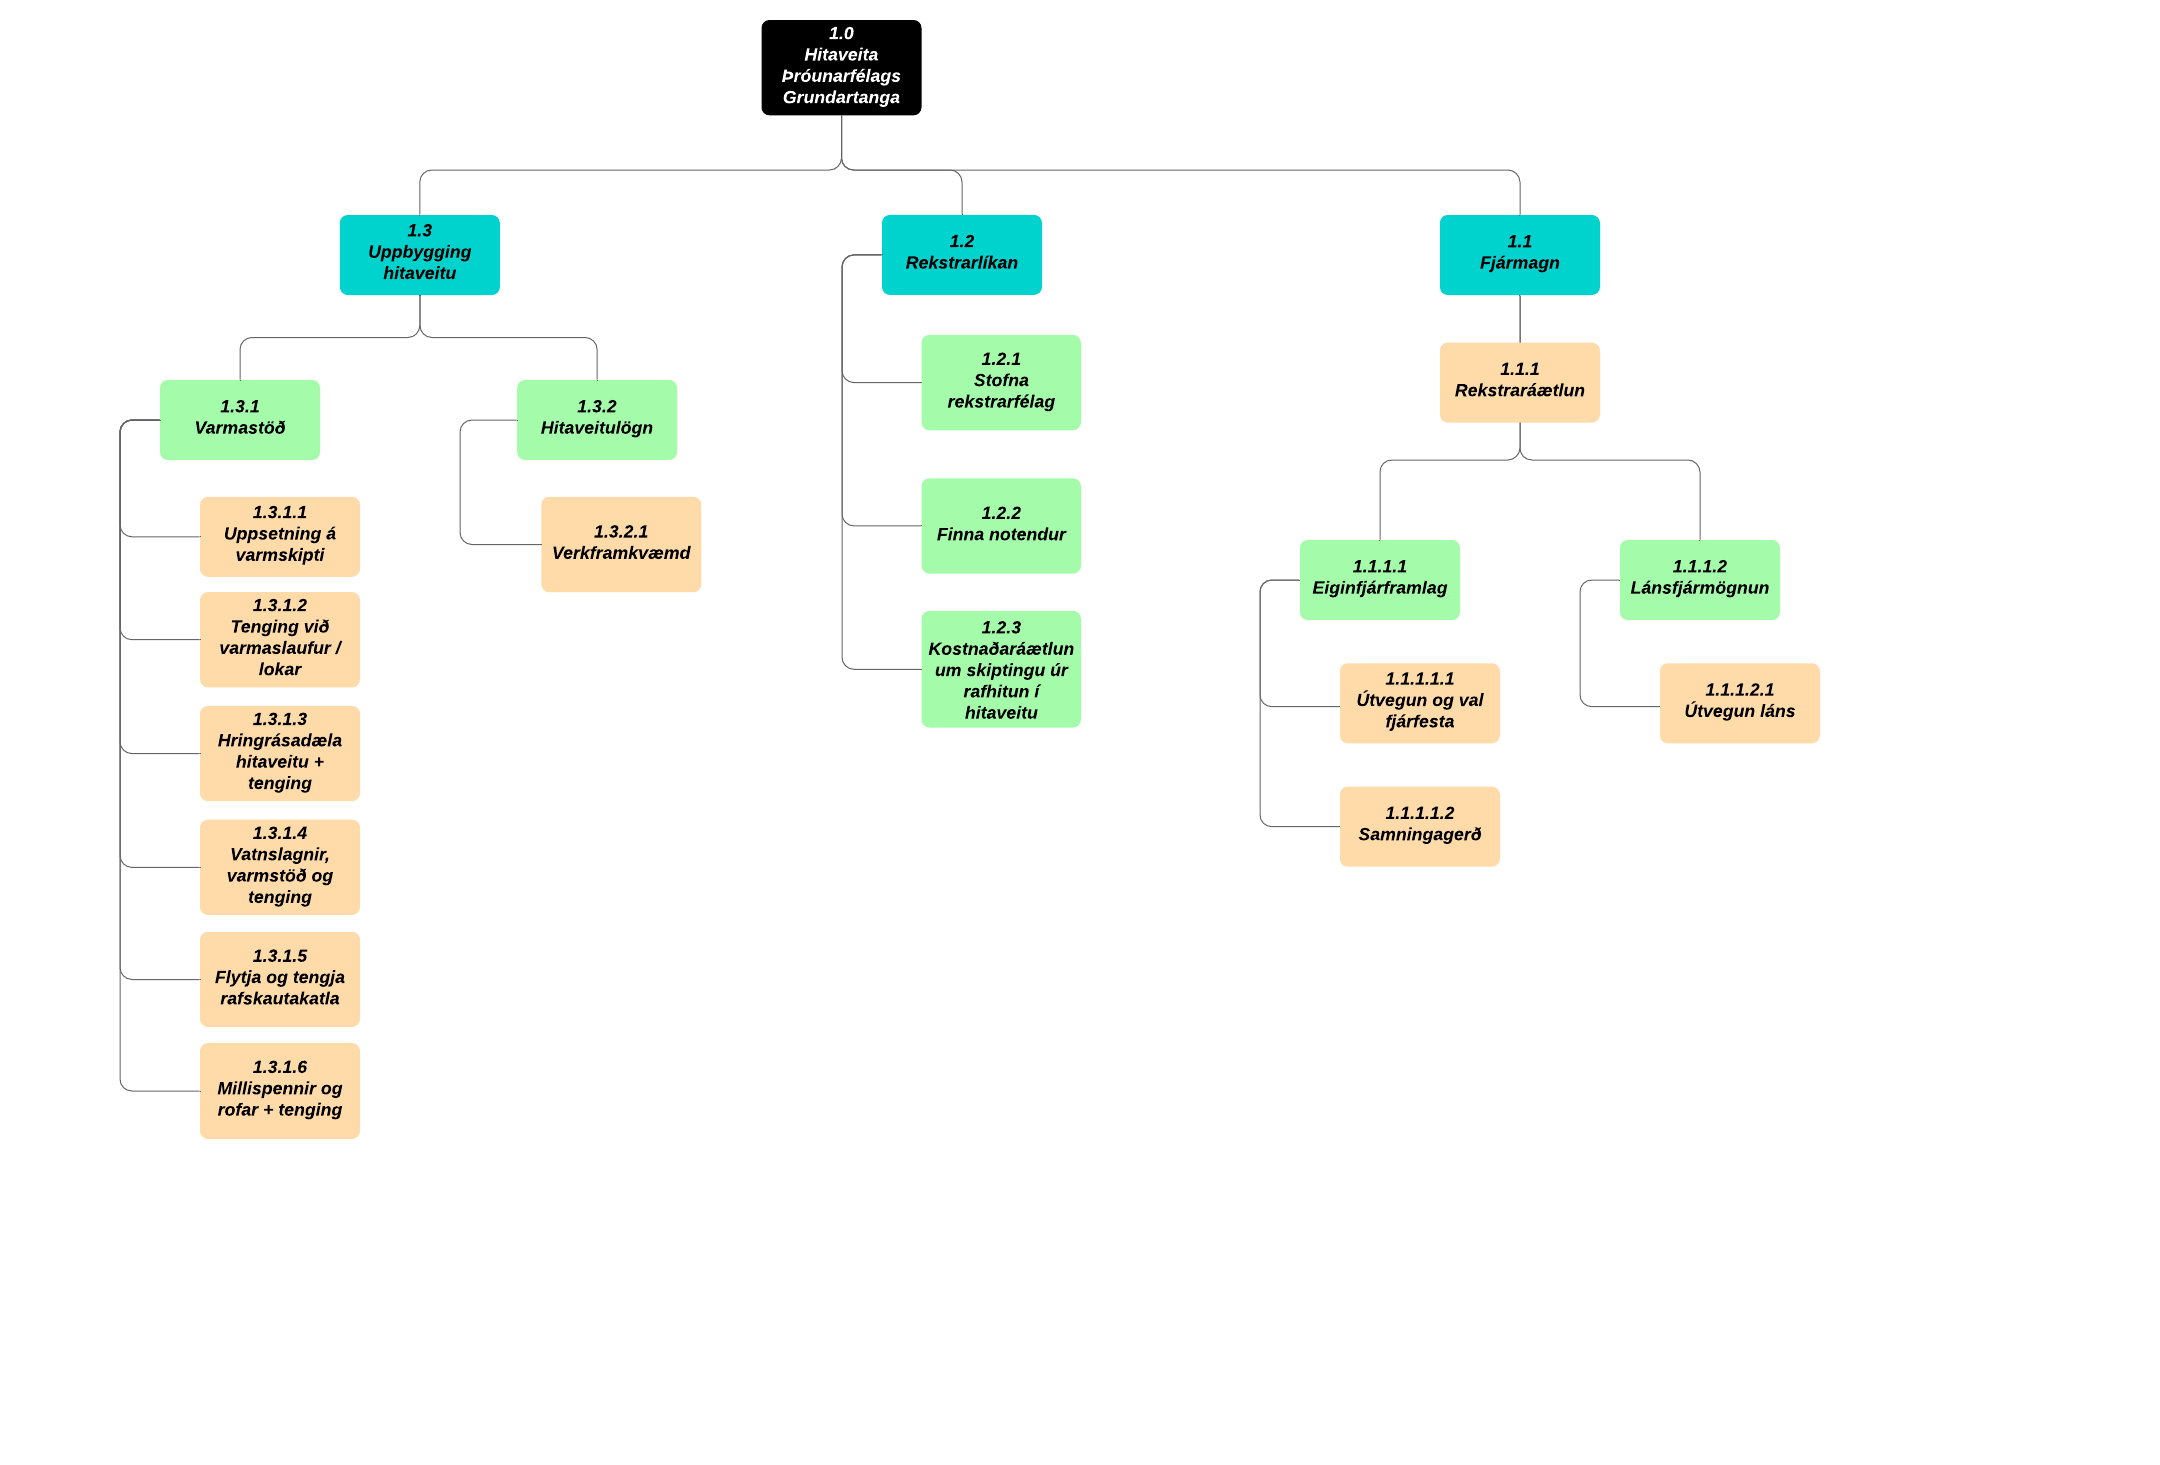 1.0
Hitaveita
Þróunarfélags
Grundartanga
1.3
Uppbygging
hitaveitu
1.2
Rekstrarlíkan
1.1
Fjármagn
1.3.1
Varmastöð
1.3.2
Hitaveitulögn
1.2.1
Stofna
rekstrarfélag
1.1.1
Rekstraráætlun
1.3.1.1
Uppsetning á
varmskipti
1.3.2.1
Verkframkvæmd
1.2.2
Finna notendur
1.1.1.1
Eiginfjárframlag
1.1.1.2
Lánsfjármögnun
1.3.1.2
Tenging við
varmaslaufur /
lokar
1.2.3
Kostnaðaráætlun
um skiptingu úr
rafhitun í
hitaveitu
1.1.1.1.1
Útvegun og val
fjárfesta
1.1.1.2.1
Útvegun láns
1.3.1.3
Hringrásadæla
hitaveitu +
tenging
1.1.1.1.2
Samningagerð
1.3.1.4
Vatnslagnir,
varmstöð og
tenging
1.3.1.5
Flytja og tengja
rafskautakatla
1.3.1.6
Millispennir og
rofar + tenging